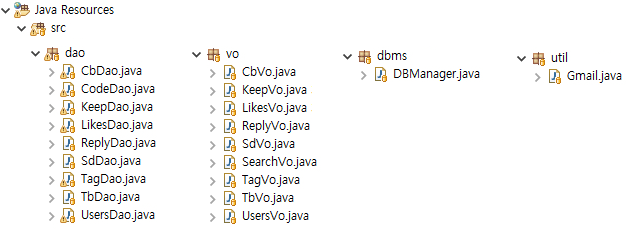 Java Resources
src
dao
CbDao.java
CodeDao.java
KeepDao.java
LikesDao.java
ReplyDao.java
SdDao.java
TagDao.java
TbDao.java
UsersDao.java
vo
CbVo.java
KeepVo.java
LikesVo.java
ReplyVo.java
SdVo.java
SearchVo.java
TagVo.java
TbVo.java
UsersVo.java
dbms
DBManager.java
util
Gmail.java